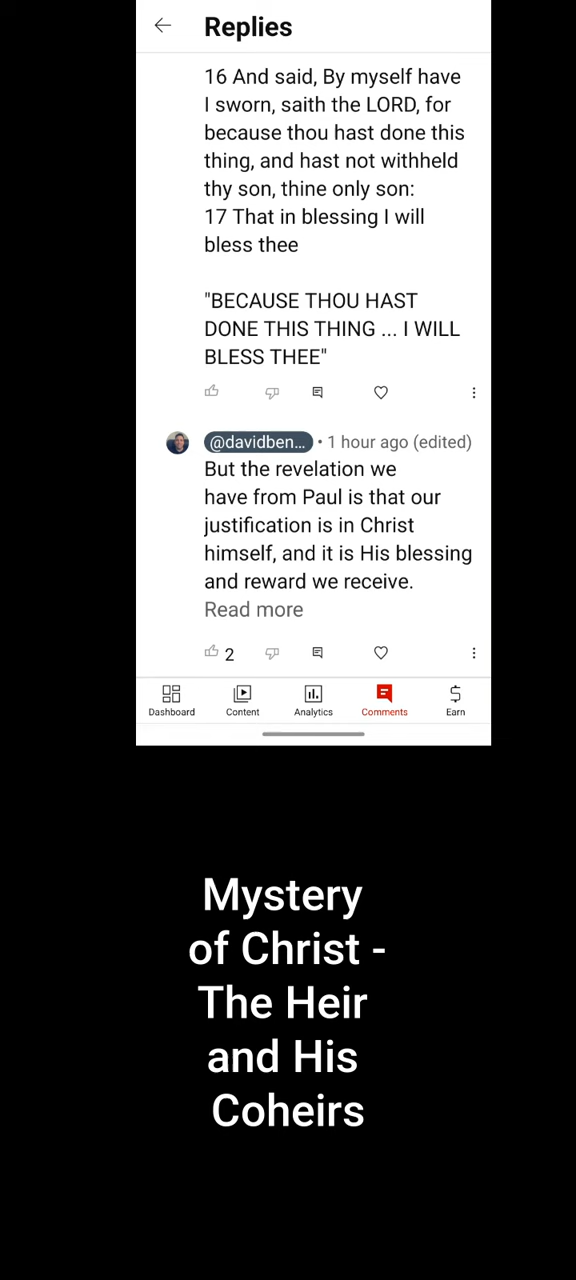 Replies
16 And said, By myself have
I sworn, saith the LORD, for
because thou hast done this
thing, and hast not withheld
thy son, thine only son:
17 That in blessing I will
bless thee
"BECAUSE THOU HAST
DONE THIS THING ... I WILL
BLESS THEE"
@davidben... • 1 hour ago (edited)
But the revelation we
have from Paul is that our
justification is in Christ
himself, and it is His blessing
and reward we receive.
Read more
2
Dashboard Content Analytics Comments Earn
Mystery
of Christ -
The Heir
and His
Coheirs